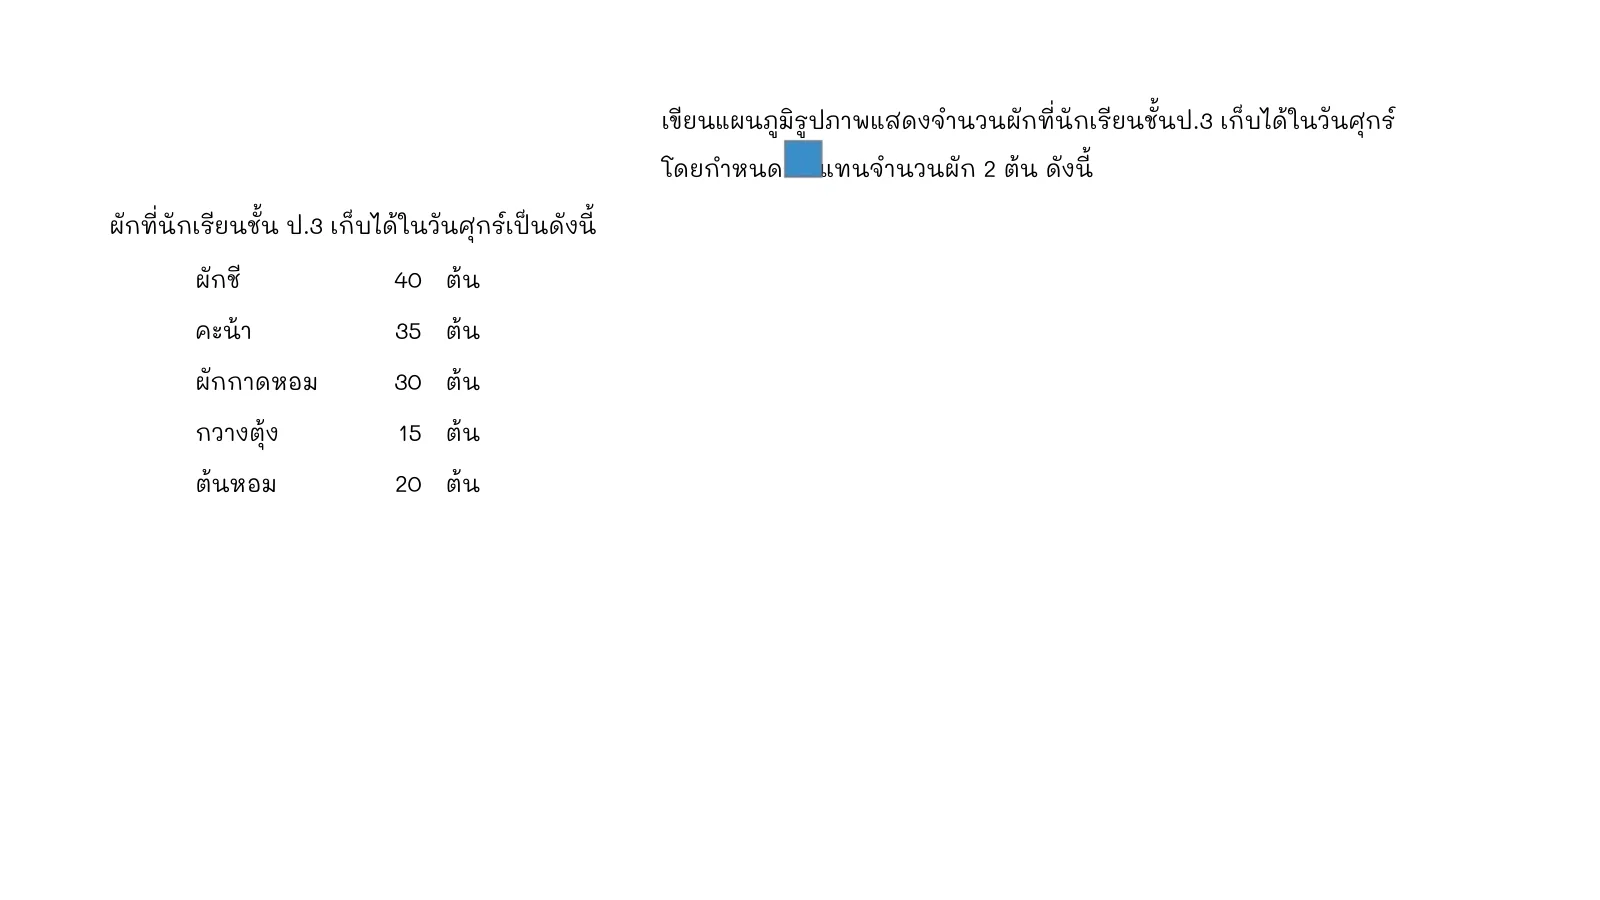 เขียนแผนภูมิรูปภาพแสดงจำนวนผักที่นักเรียนชั้นป.3 เก็บได้ในวันศุกร์
โดยกำหนด แทนจำนวนผัก 2 ต้น ดังนี้
ผักที่นักเรียนชั้น ป.3 เก็บได้ในวันศุกร์เป็นดังนี้
ผักชี 40 ต้น
คะน้า 35 ต้น
ผักกาดหอม 30 ต้น
กวางตุ้ง 15 ต้น
ต้นหอม 20 ต้น